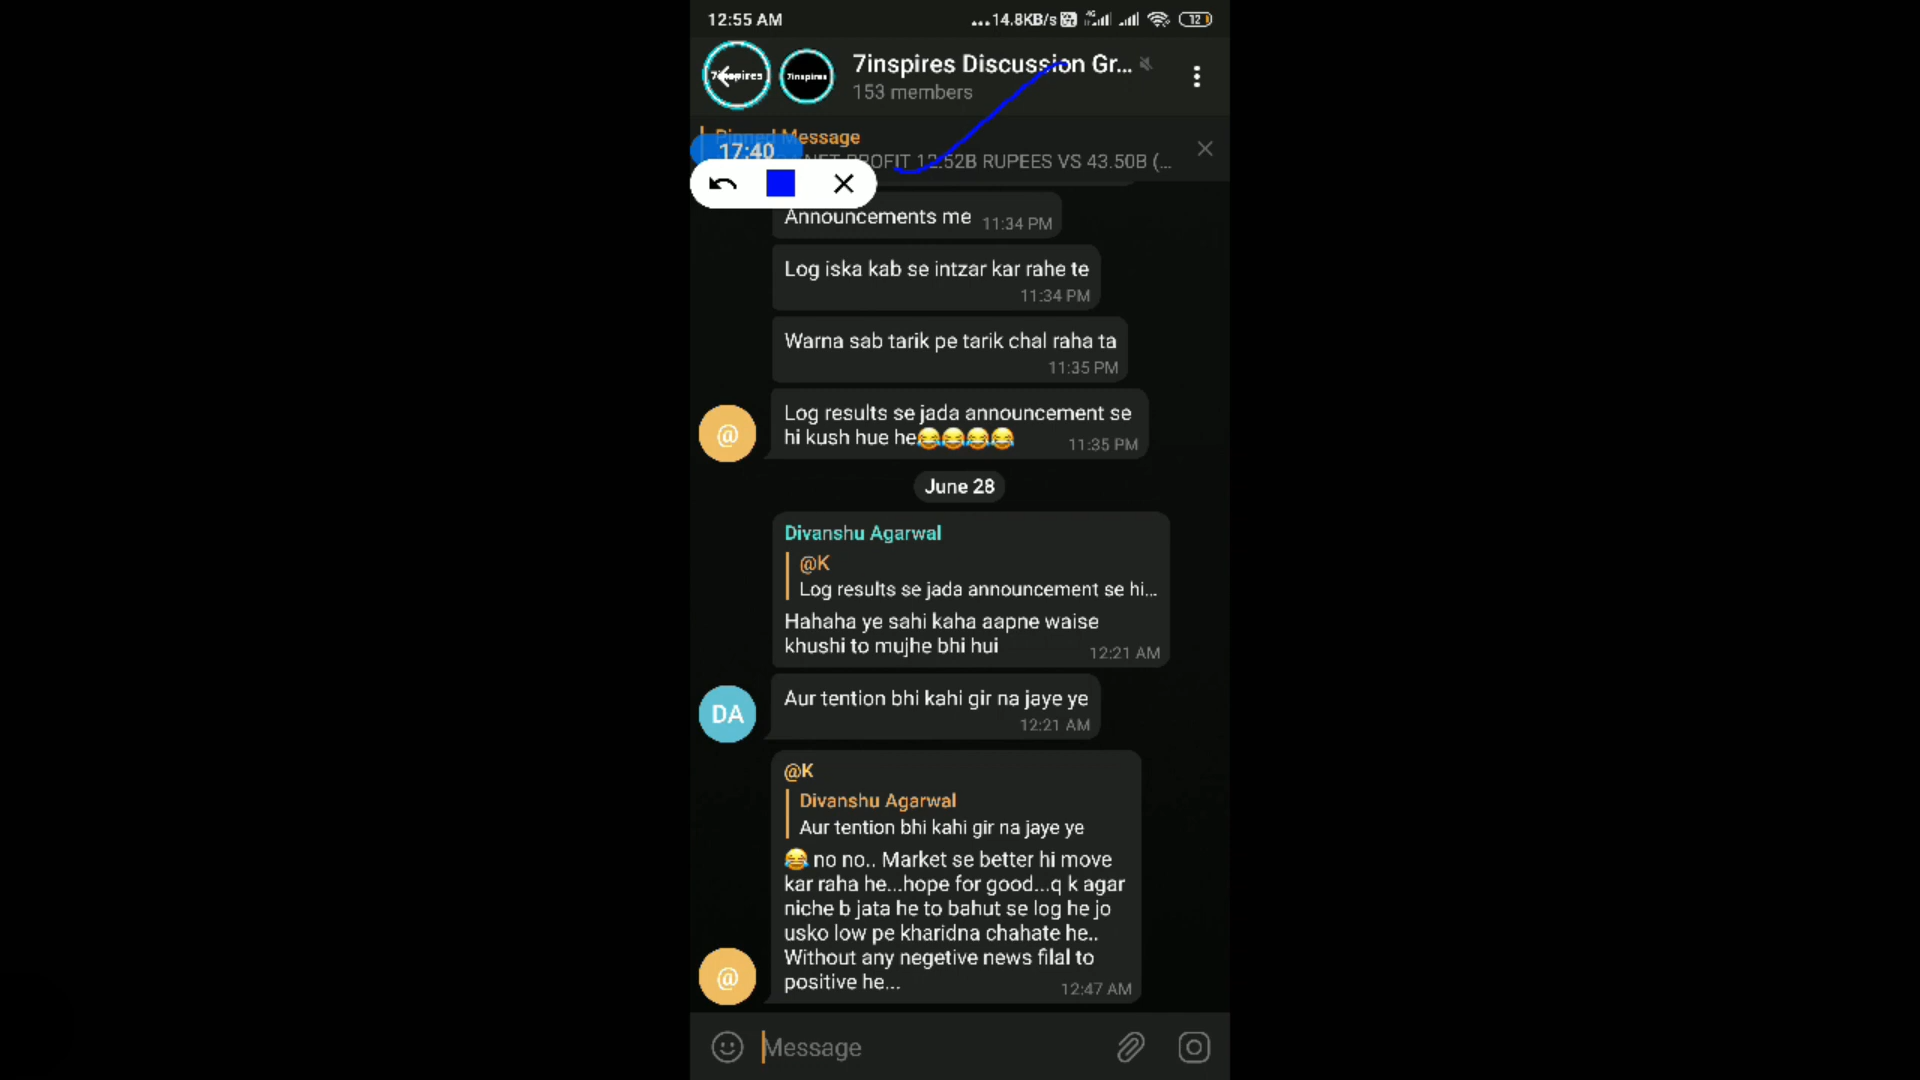 12:55 AM
...14.8KB/s 4G 12
7inspires 7inspires 7inspires Discussion Gr...
153 members
Pinned Message
17:40
NET PROFIT 12.52B RUPEES VS 43.50B (...
Announcements me 11:34 PM
Log iska kab se intzar kar rahe te
11:34 PM
Warna sab tarik pe tarik chal raha ta
11:35 PM
Log results se jada announcement se
hi kush hue he😂😂😂😂 11:35 PM
@
June 28
Divanshu Agarwal
@K
Log results se jada announcement se hi...
Hahaha ye sahi kaha aapne waise
khushi to mujhe bhi hui 12:21 AM
Aur tention bhi kahi gir na jaye ye
12:21 AM
DA
@K
Divanshu Agarwal
Aur tention bhi kahi gir na jaye ye
😂 no no.. Market se better hi move
kar raha he...hope for good...q k agar
niche b jata he to bahut se log he jo
usko low pe kharidna chahate he..
Without any negetive news filal to
positive he... 12:47 AM
@
Message